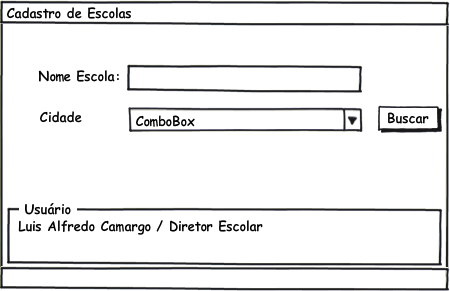 Cadastro de Escolas
Nome Escola:
Cidade
ComboBox
Buscar
Usuário
Luis Alfredo Camargo / Diretor Escolar